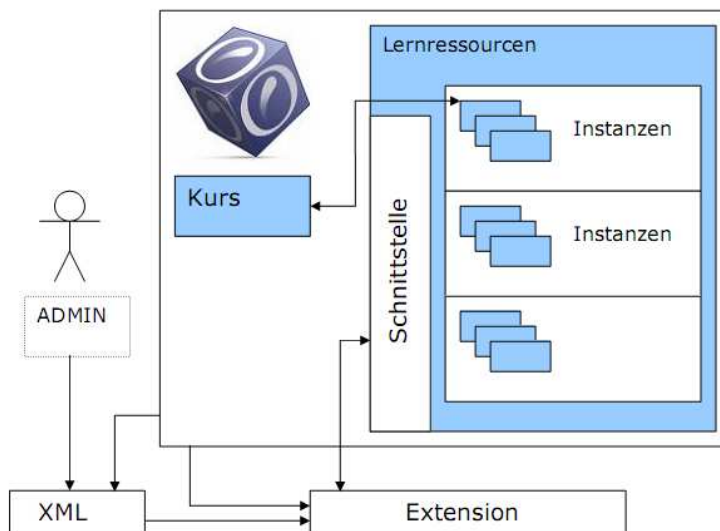 Lernressourcen
Instanzen
Kurs
Instanzen
Schnittstelle
ADMIN
XML
Extension